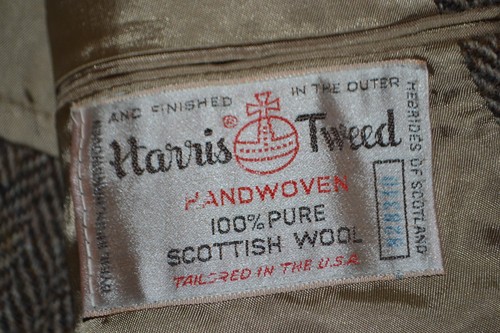 AND FINISHED IN THE OUTER
HEBRIDES OF SCOTLAND
Harris ® Tweed
HANDWOVEN
100% PURE
SCOTTISH WOOL
TAILORED IN THE U.S.A.